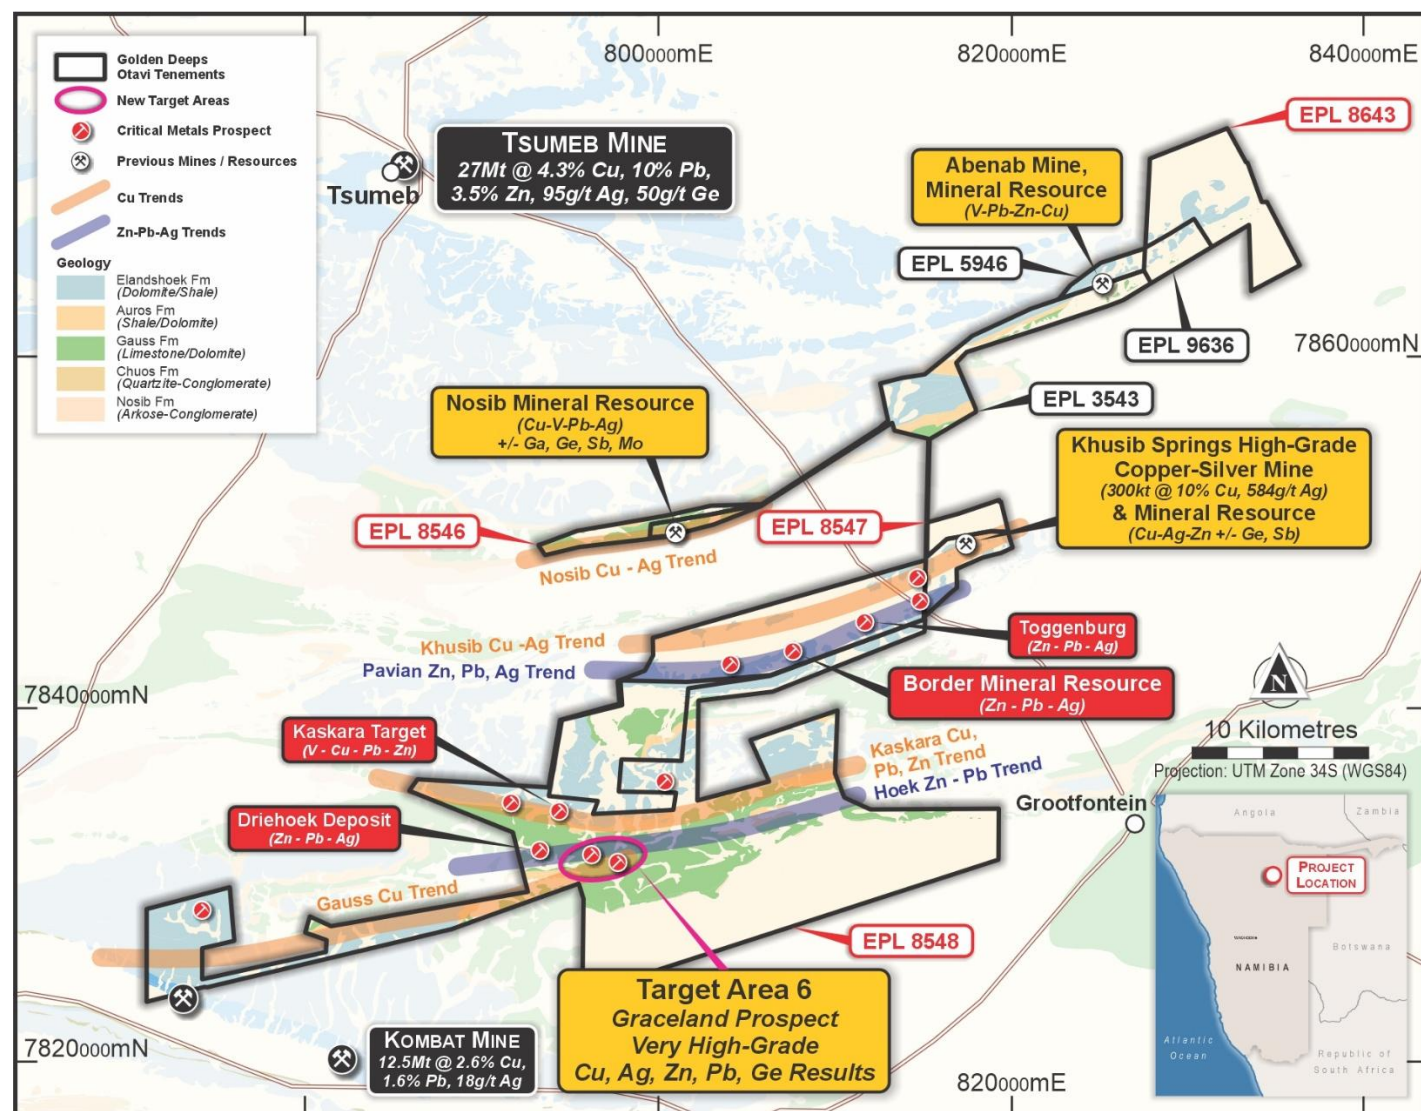 800000mE
820000mE
840000mE
Golden Deeps
Otavi Tenements
New Target Areas
Critical Metals Prospect
Previous Mines / Resources
Cu Trends
Zn-Pb-Ag Trends
Geology
Elandshoek Fm
(Dolomite/Shale)
Auros Fm
(Shale/Dolomite)
Gauss Fm
(Limestone/Dolomite)
Chuos Fm
(Quartzite-Conglomerate)
Nosib Fm
(Arkose-Conglomerate)
Tsumeb
TSUMEB MINE
27Mt @ 4.3% Cu, 10% Pb,
3.5% Zn, 95g/t Ag, 50g/t Ge
EPL 8643
Abenab Mine,
Mineral Resource
(V-Pb-Zn-Cu)
EPL 5946
EPL 9636
7860000mN
EPL 3543
Nosib Mineral Resource
(Cu-V-Pb-Ag)
+/- Ga, Ge, Sb, Mo
Khusib Springs High-Grade
Copper-Silver Mine
(300kt @ 10% Cu, 584g/t Ag)
& Mineral Resource
(Cu-Ag-Zn +/- Ge, Sb)
EPL 8546
EPL 8547
Nosib Cu - Ag Trend
Khusib Cu -Ag Trend
Pavian Zn, Pb, Ag Trend
Toggenburg
(Zn - Pb - Ag)
Border Mineral Resource
(Zn - Pb - Ag)
7840000mN
N
10 Kilometres
Projection: UTM Zone 34S (WGS84)
Kaskara Target
(V - Cu - Pb - Zn)
Kaskara Cu,
Pb, Zn Trend
Hoek Zn - Pb Trend
Grootfontein
Driehoek Deposit
(Zn - Pb - Ag)
Gauss Cu Trend
EPL 8548
Target Area 6
Graceland Prospect
Very High-Grade
Cu, Ag, Zn, Pb, Ge Results
KOMBAT MINE
12.5Mt @ 2.6% Cu,
1.6% Pb, 18g/t Ag
7820000mN
820000mE
Angola
Zambia
PROJECT
LOCATION
Botswana
NAMIBIA
Atlantic
Ocean
Republic of
South Africa